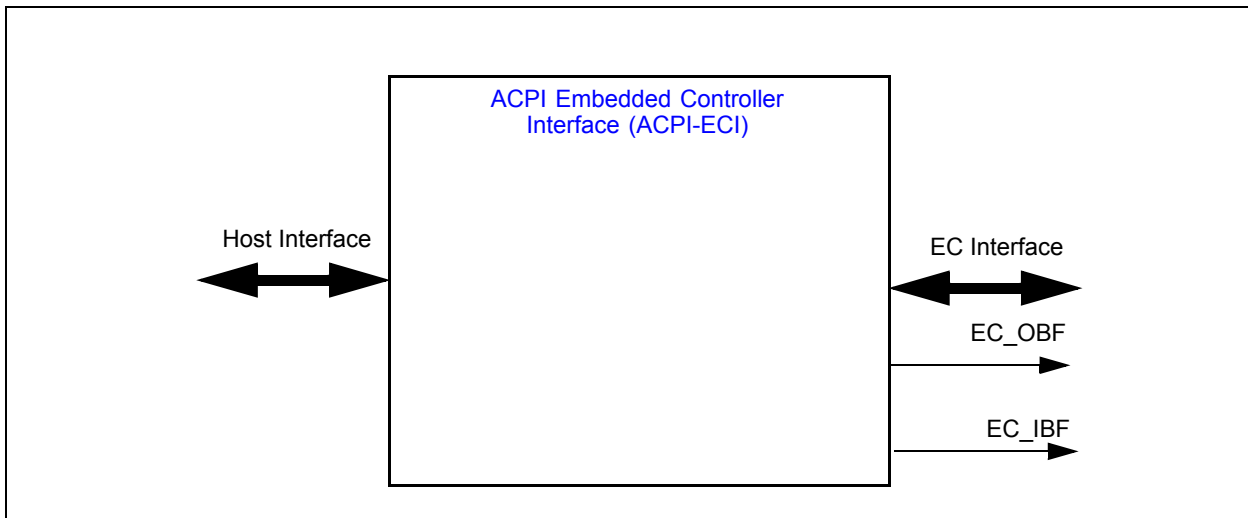 ACPI Embedded Controller
Interface (ACPI-ECI)
Host Interface
EC Interface
EC_OBF
EC_IBF